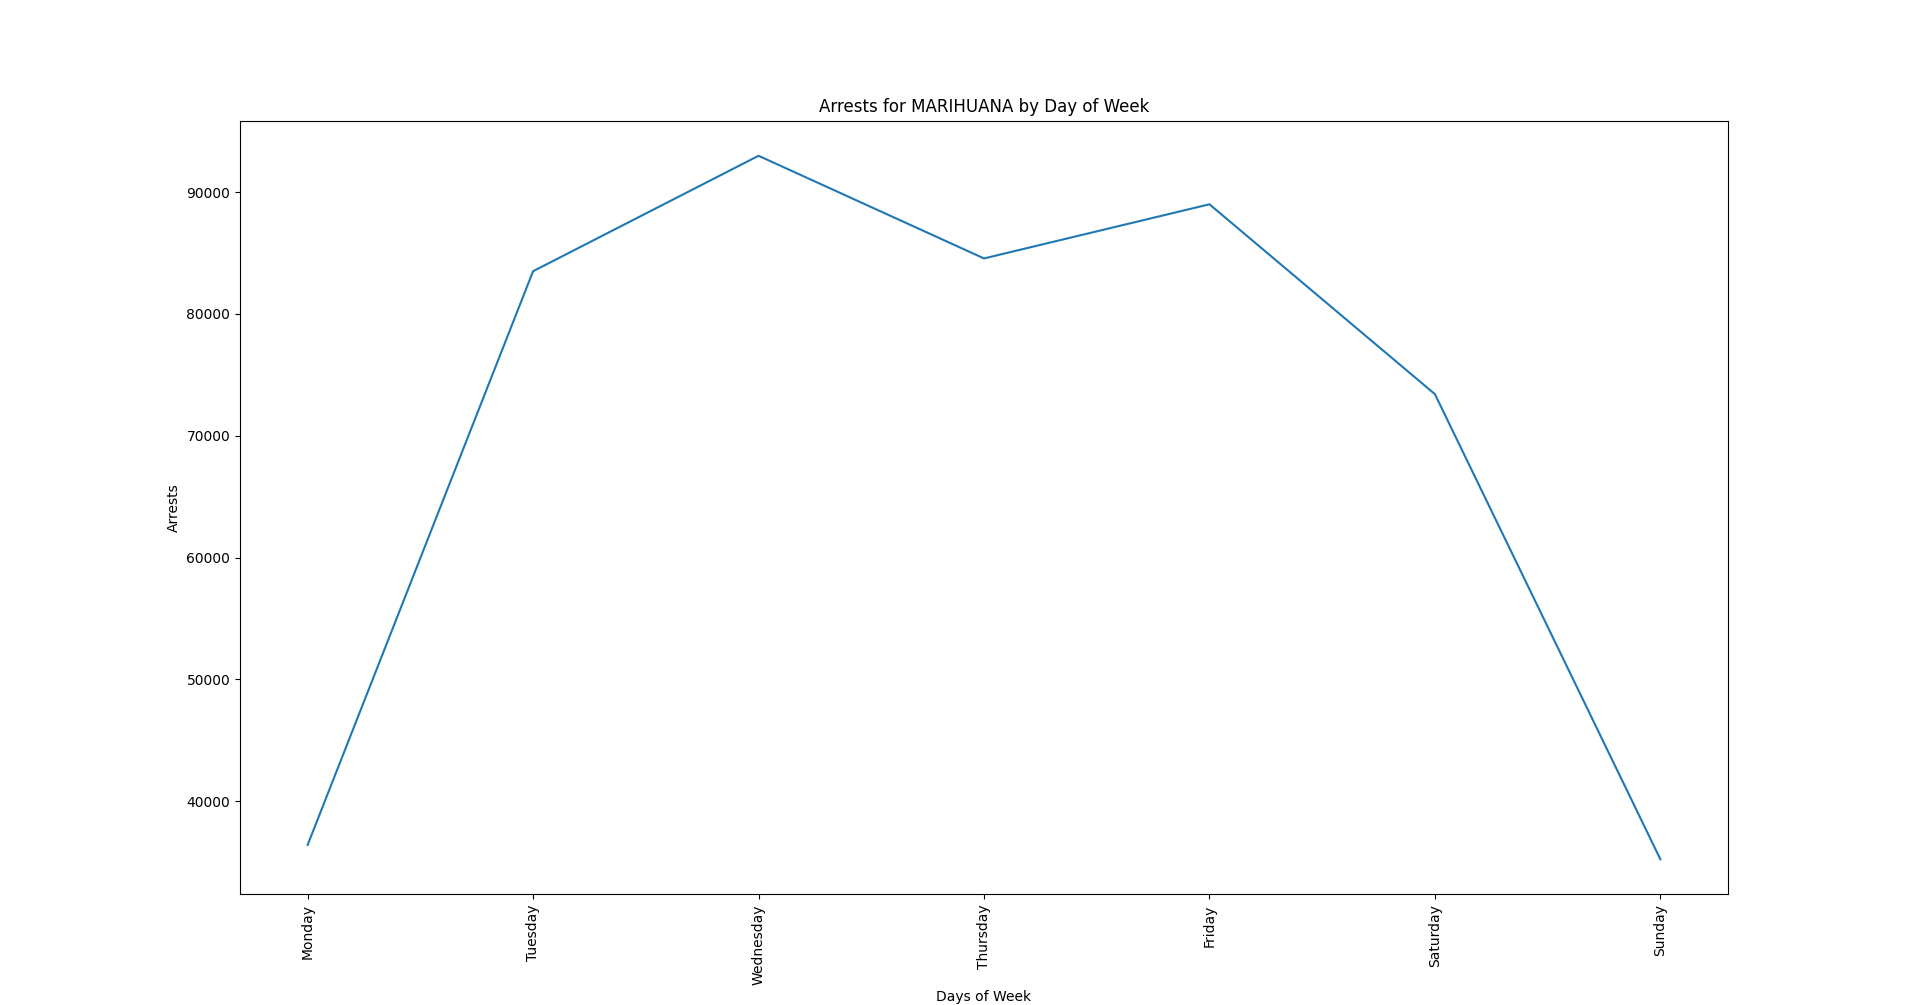 Arrests for MARIHUANA by Day of Week
Arrests
90000
80000
70000
60000
50000
40000
Monday
Tuesday
Wednesday
Thursday
Friday
Saturday
Sunday
Days of Week